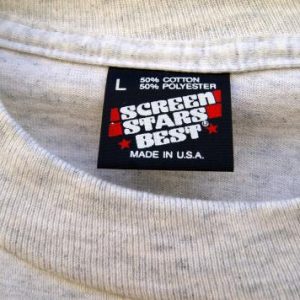 L 50% COTTON
50% POLYESTER
SCREEN
STARS
BEST®
MADE IN U.S.A.